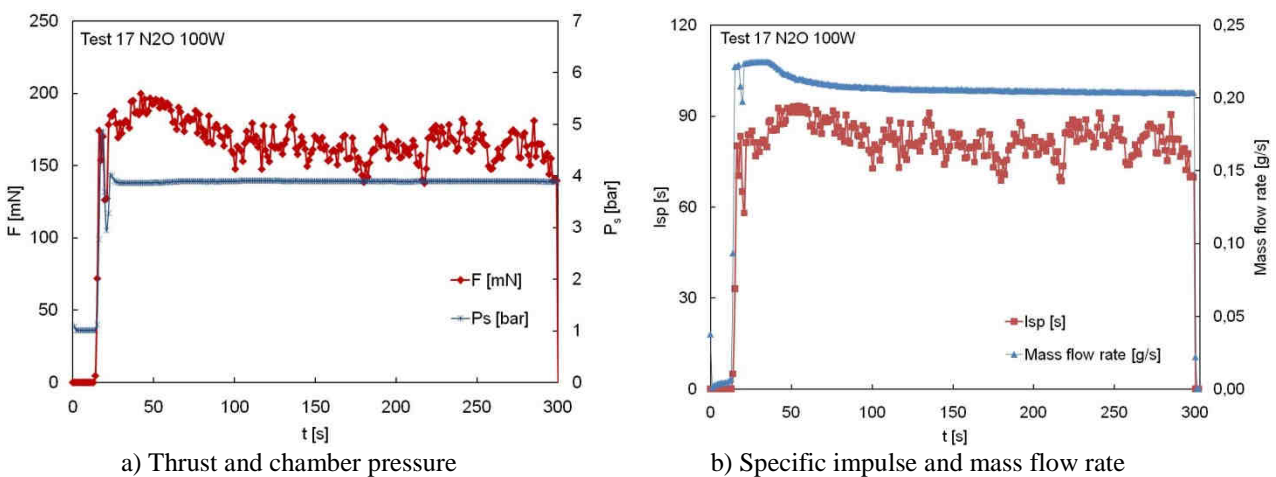 Test 17 N2O 100W
250
200
150
100
50
0
F [mN]
7
6
5
4
3
2
1
0
Ps [bar]
F [mN]
Ps [bar]
0 50 100 150 200 250 300
t [s]
a) Thrust and chamber pressure
Test 17 N2O 100W
120
90
60
30
0
Isp [s]
0,25
0,20
0,15
0,10
0,05
0,00
Mass flow rate [g/s]
Isp [s]
Mass flow rate [g/s]
0 50 100 150 200 250 300
t [s]
b) Specific impulse and mass flow rate